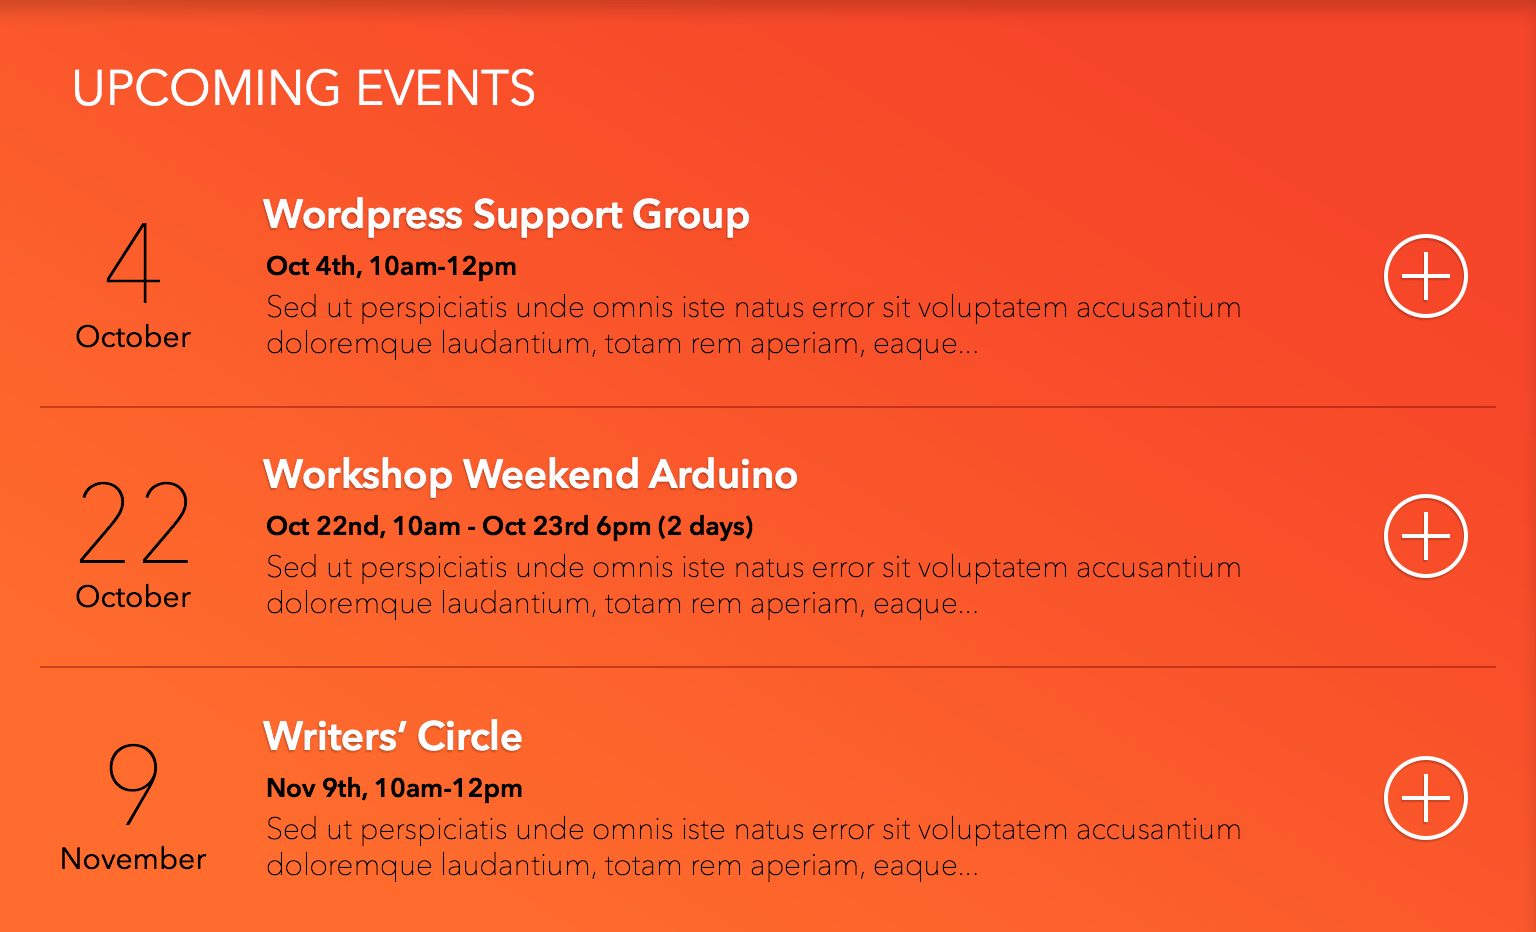 UPCOMING EVENTS
4
October
Wordpress Support Group
Oct 4th, 10am-12pm
Sed ut perspiciatis unde omnis iste natus error sit voluptatem accusantium
doloremque laudantium, totam rem aperiam, eaque...
22
October
Workshop Weekend Arduino
Oct 22nd, 10am - Oct 23rd 6pm (2 days)
Sed ut perspiciatis unde omnis iste natus error sit voluptatem accusantium
doloremque laudantium, totam rem aperiam, eaque...
9
November
Writers’ Circle
Nov 9th, 10am-12pm
Sed ut perspiciatis unde omnis iste natus error sit voluptatem accusantium
doloremque laudantium, totam rem aperiam, eaque...